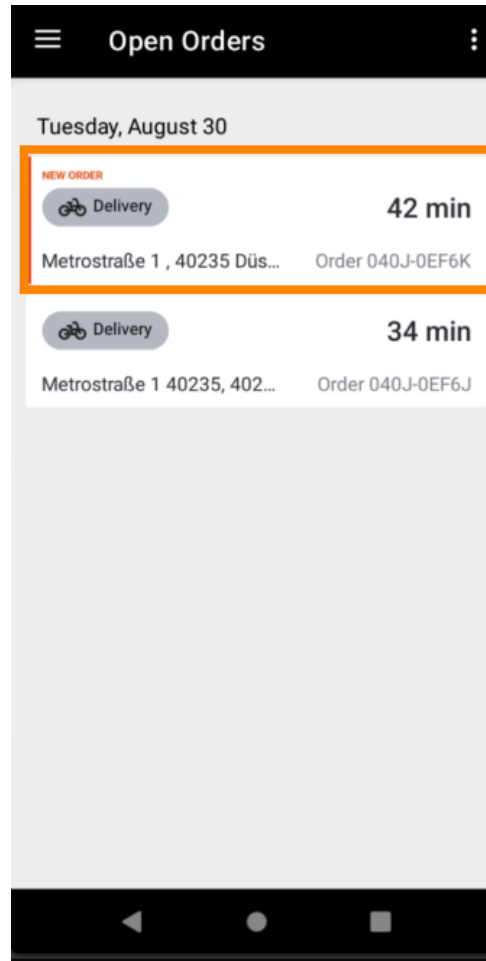 Open Orders
Tuesday, August 30
NEW ORDER
Delivery
42 min
Metrostraße 1 , 40235 Düs... Order 040J-0EF6K
Delivery
34 min
Metrostraße 1 40235, 402... Order 040J-0EF6J